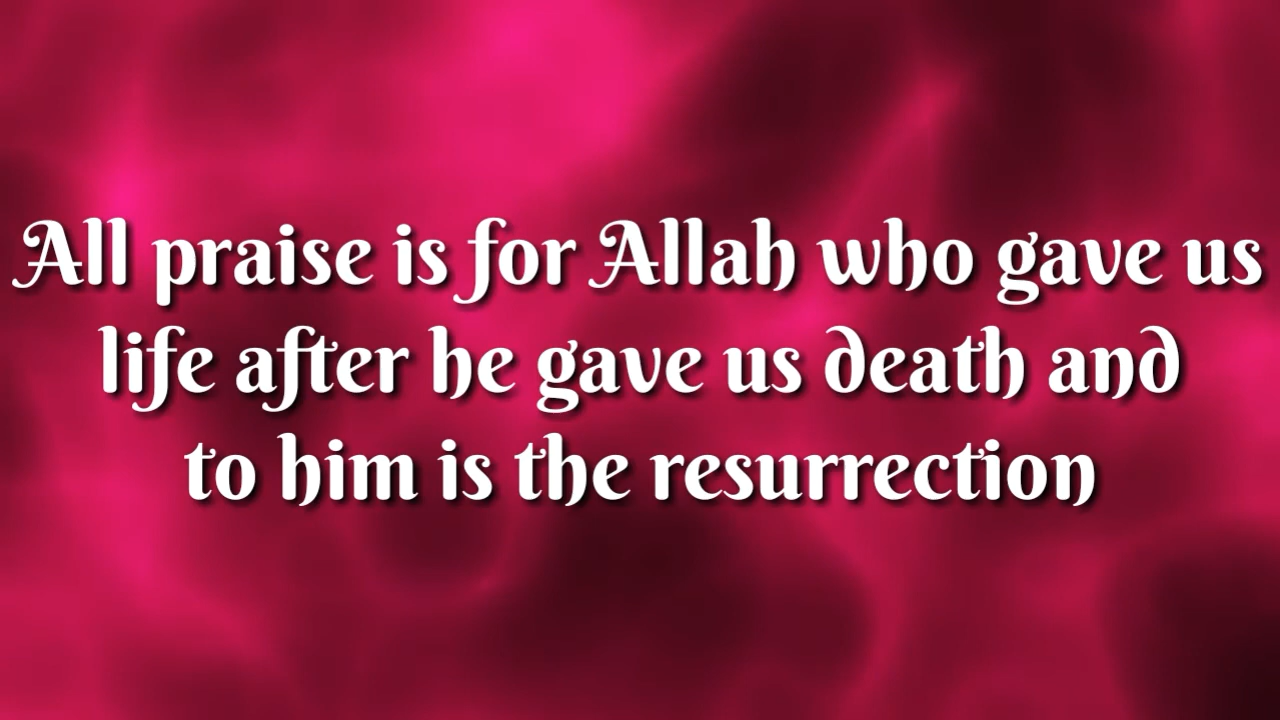 All praise is for Allah who gave us
life after he gave us death and
to him is the resurrection